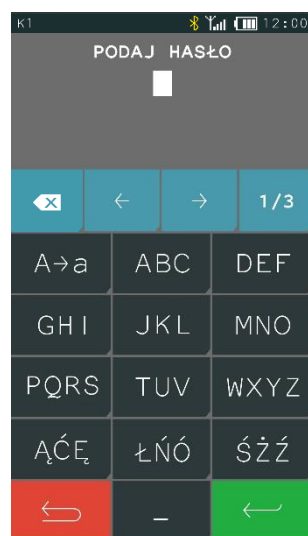 K1 12:00
PODAJ HASŁO
← → 1/3
A→a ABC DEF
GHI JKL MNO
PQRS TUV WXYZ
ĄĆĘ ŁŃÓ ŚŻŹ
_